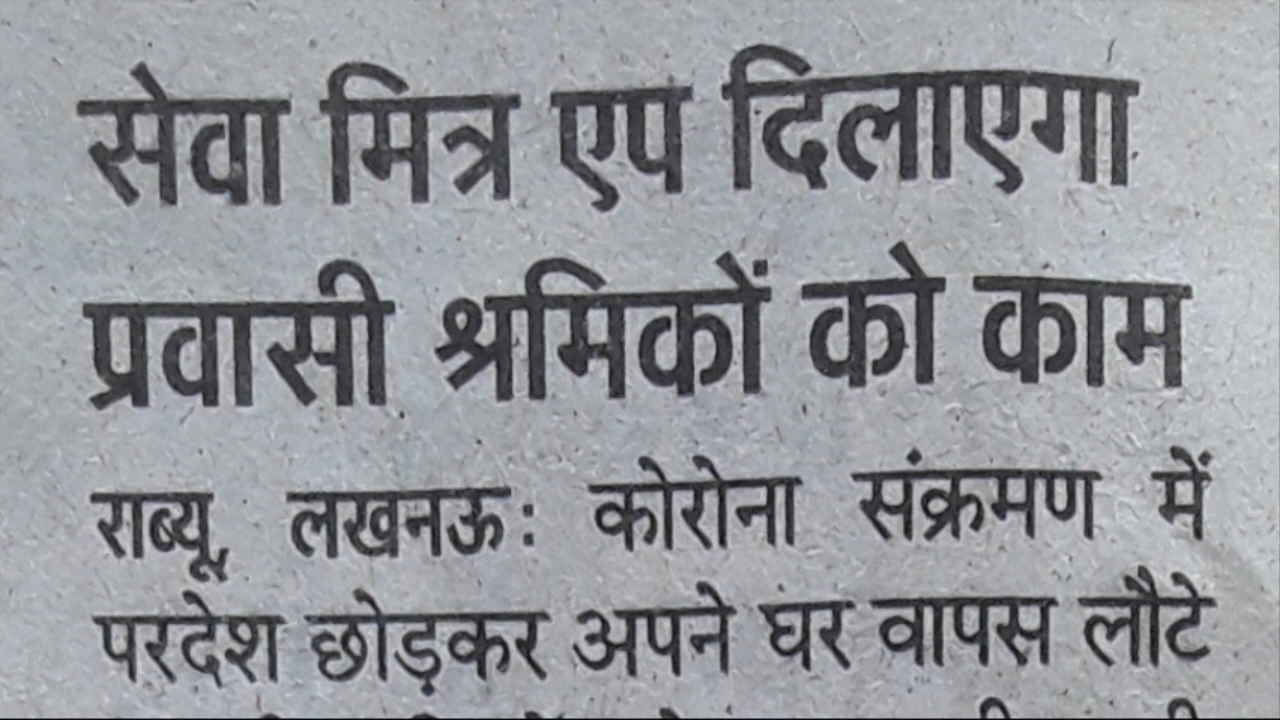 सेवा मित्र एप दिलाएगा
प्रवासी श्रमिकों को काम
राब्यू, लखनऊ: कोरोना संक्रमण में
परदेश छोड़कर अपने घर वापस लौटे